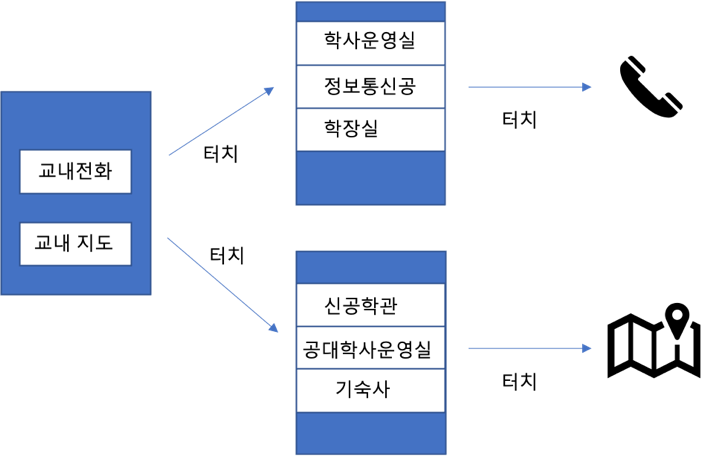 교내전화
교내 지도
터치
터치
학사운영실
정보통신공
학장실
터치
신공학관
공대학사운영실
기숙사
터치